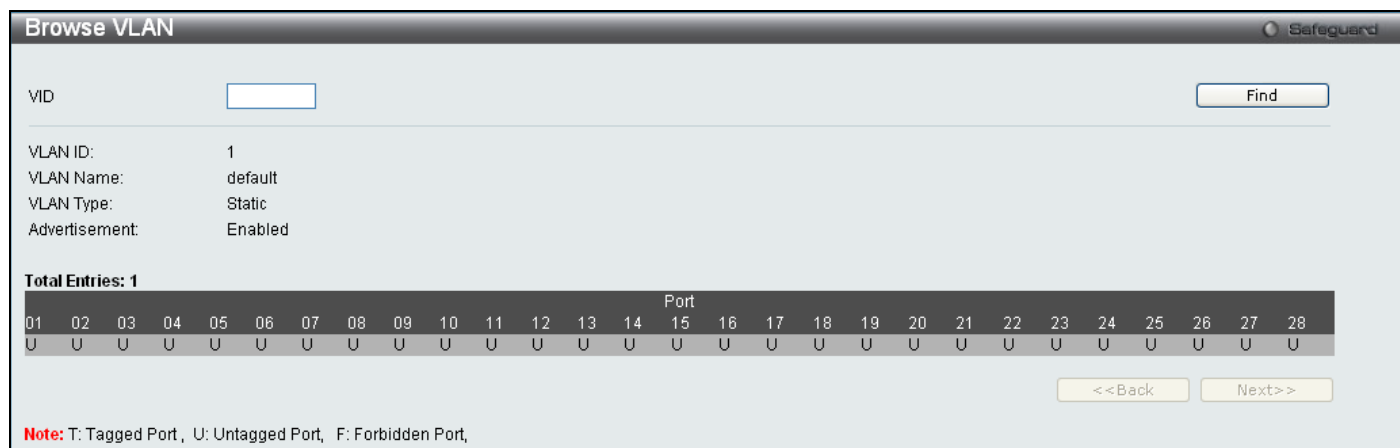 Browse VLAN Safeguard
VID Find
VLAN ID: 1
VLAN Name: default
VLAN Type: Static
Advertisement: Enabled
Total Entries: 1
Port
01 02 03 04 05 06 07 08 09 10 11 12 13 14 15 16 17 18 19 20 21 22 23 24 25 26 27 28
U U U U U U U U U U U U U U U U U U U U U U U U U U U U
<<Back Next>>
Note: T: Tagged Port , U: Untagged Port, F: Forbidden Port,